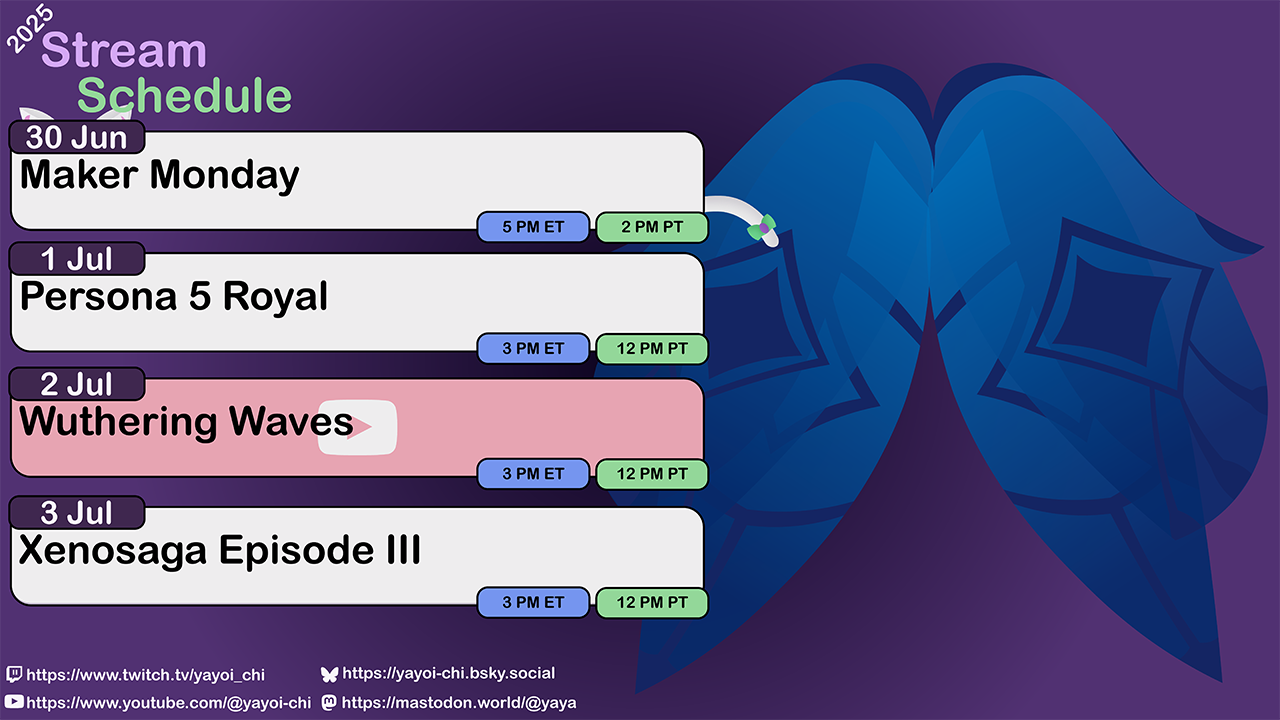 2025
Stream
Schedule
30 Jun
Maker Monday
5 PM ET 2 PM PT
1 Jul
Persona 5 Royal
3 PM ET 12 PM PT
2 Jul
Wuthering Waves
3 PM ET 12 PM PT
3 Jul
Xenosaga Episode III
3 PM ET 12 PM PT
https://www.twitch.tv/yayoi_chi https://yayoi-chi.bsky.social
https://www.youtube.com/@yayoi-chi https://mastodon.world/@yaya